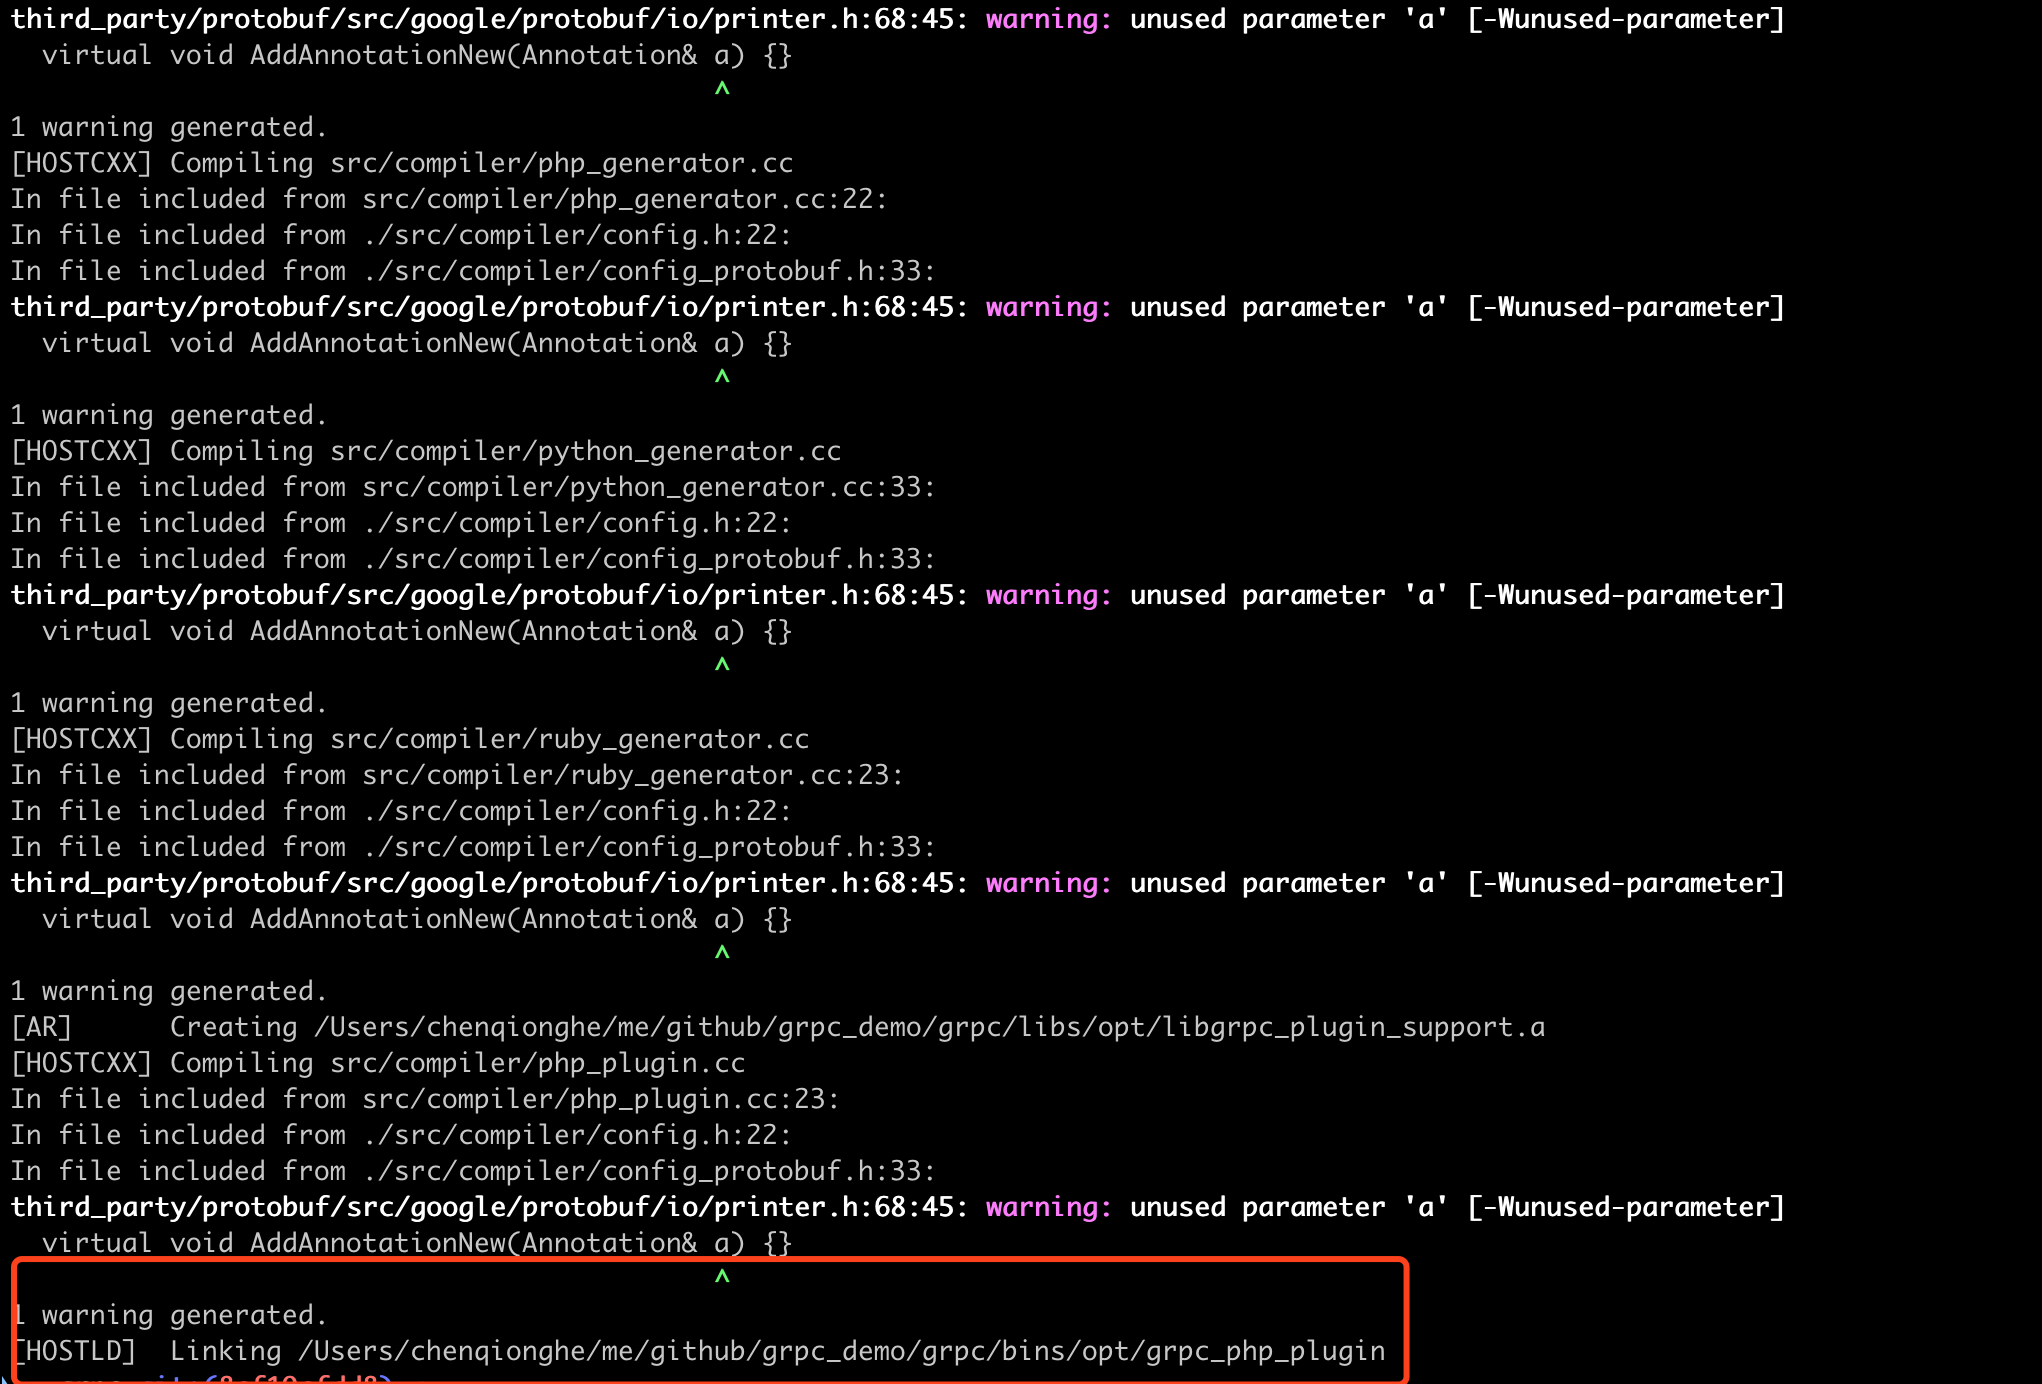 third_party/protobuf/src/google/protobuf/io/printer.h:68:45: warning: unused parameter 'a' [-Wunused-parameter]
  virtual void AddAnnotationNew(Annotation& a) {}
                                            ^
1 warning generated.
[HOSTCXX] Compiling src/compiler/php_generator.cc
In file included from src/compiler/php_generator.cc:22:
In file included from ./src/compiler/config.h:22:
In file included from ./src/compiler/config_protobuf.h:33:
third_party/protobuf/src/google/protobuf/io/printer.h:68:45: warning: unused parameter 'a' [-Wunused-parameter]
  virtual void AddAnnotationNew(Annotation& a) {}
                                            ^
1 warning generated.
[HOSTCXX] Compiling src/compiler/python_generator.cc
In file included from src/compiler/python_generator.cc:33:
In file included from ./src/compiler/config.h:22:
In file included from ./src/compiler/config_protobuf.h:33:
third_party/protobuf/src/google/protobuf/io/printer.h:68:45: warning: unused parameter 'a' [-Wunused-parameter]
  virtual void AddAnnotationNew(Annotation& a) {}
                                            ^
1 warning generated.
[HOSTCXX] Compiling src/compiler/ruby_generator.cc
In file included from src/compiler/ruby_generator.cc:23:
In file included from ./src/compiler/config.h:22:
In file included from ./src/compiler/config_protobuf.h:33:
third_party/protobuf/src/google/protobuf/io/printer.h:68:45: warning: unused parameter 'a' [-Wunused-parameter]
  virtual void AddAnnotationNew(Annotation& a) {}
                                            ^
1 warning generated.
[AR]      Creating /Users/chenqionghe/me/github/grpc_demo/grpc/libs/opt/libgrpc_plugin_support.a
[HOSTCXX] Compiling src/compiler/php_plugin.cc
In file included from src/compiler/php_plugin.cc:23:
In file included from ./src/compiler/config.h:22:
In file included from ./src/compiler/config_protobuf.h:33:
third_party/protobuf/src/google/protobuf/io/printer.h:68:45: warning: unused parameter 'a' [-Wunused-parameter]
  virtual void AddAnnotationNew(Annotation& a) {}
                                            ^
1 warning generated.
[HOSTLD]  Linking /Users/chenqionghe/me/github/grpc_demo/grpc/bins/opt/grpc_php_plugin